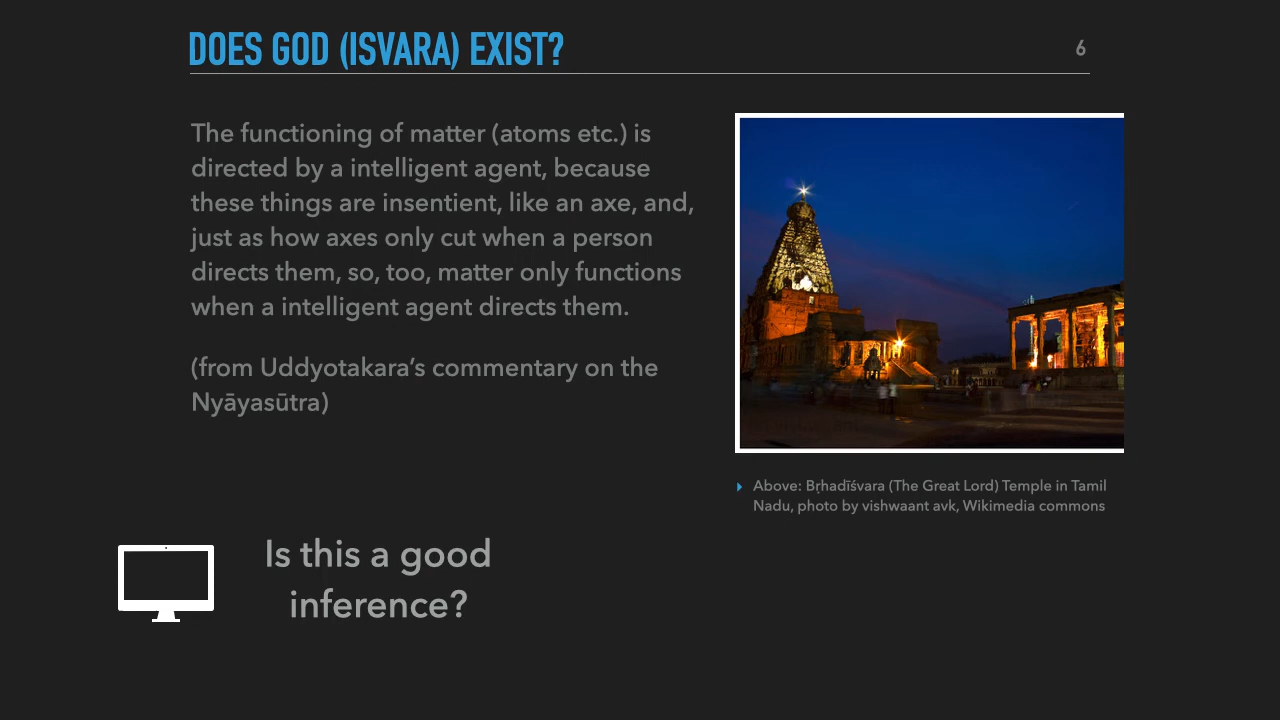 DOES GOD (ISVARA) EXIST?
6
The functioning of matter (atoms etc.) is
directed by a intelligent agent, because
these things are insentient, like an axe, and,
just as how axes only cut when a person
directs them, so, too, matter only functions
when a intelligent agent directs them.
(from Uddyotakara’s commentary on the
Nyāyasūtra)
Above: Bṛhadīśvara (The Great Lord) Temple in Tamil
Nadu, photo by vishwaant avk, Wikimedia commons
Is this a good
inference?